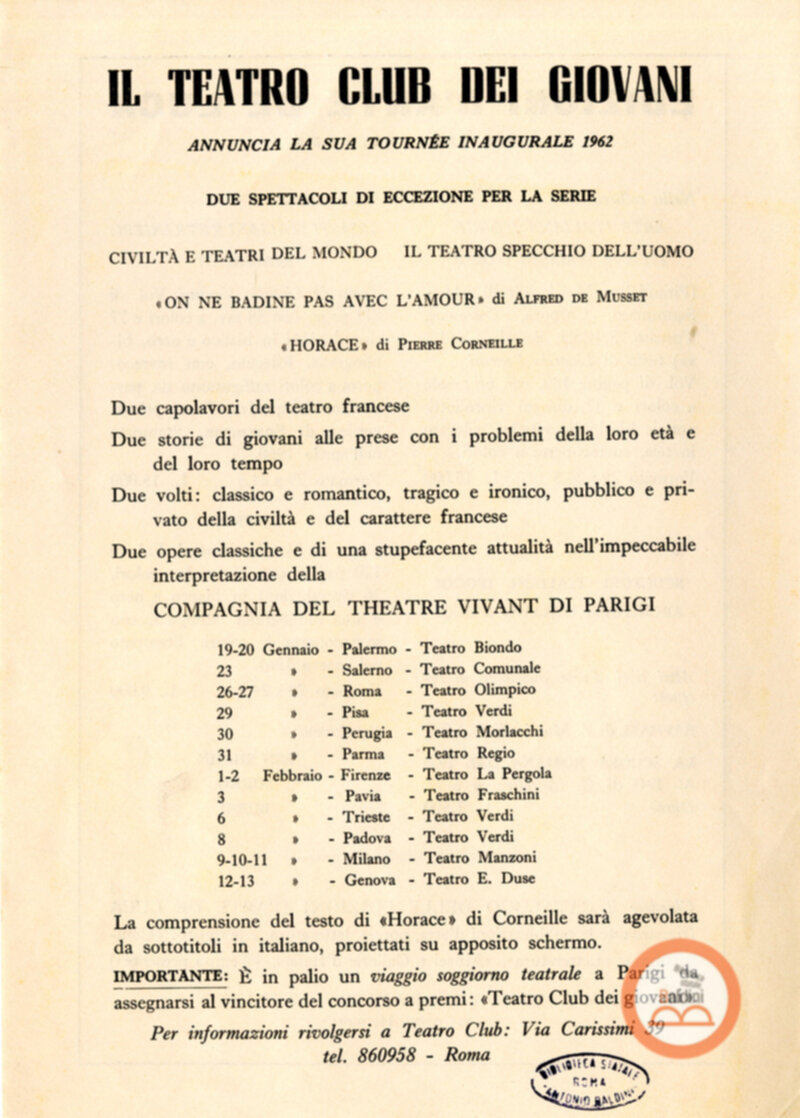 IL TEATRO CLUB DEI GIOVANI
ANNUNCIA LA SUA TOURNÉE INAUGURALE 1962
DUE SPETTACOLI DI ECCEZIONE PER LA SERIE
CIVILTÀ E TEATRI DEL MONDO IL TEATRO SPECCHIO DELL'UOMO
«ON NE BADINE PAS AVEC L'AMOUR» di ALFRED DE MUSSET
«HORACE» di PIERRE CORNEILLE
Due capolavori del teatro francese
Due storie di giovani alle prese con i problemi della loro età e
del loro tempo
Due volti: classico e romantico, tragico e ironico, pubblico e pri-
vato della civiltà e del carattere francese
Due opere classiche e di una stupefacente attualità nell'impeccabile
interpretazione della
COMPAGNIA DEL THEATRE VIVANT DI PARIGI
19-20 Gennaio - Palermo - Teatro Biondo
23 » - Salerno - Teatro Comunale
26-27 » - Roma - Teatro Olimpico
29 » - Pisa - Teatro Verdi
30 » - Perugia - Teatro Morlacchi
31 » - Parma - Teatro Regio
1-2 Febbraio - Firenze - Teatro La Pergola
3 » - Pavia - Teatro Fraschini
6 » - Trieste - Teatro Verdi
8 » - Padova - Teatro Verdi
9-10-11 » - Milano - Teatro Manzoni
12-13 » - Genova - Teatro E. Duse
La comprensione del testo di «Horace» di Corneille sarà agevolata
da sottotitoli in italiano, proiettati su apposito schermo.
IMPORTANTE: È in palio un viaggio soggiorno teatrale a Parigi da
assegnarsi al vincitore del concorso a premi: «Teatro Club dei giovani»
Per informazioni rivolgersi a Teatro Club: Via Carissimi 39
tel. 860958 - Roma
BIBLIOTECA STATALE
ROMA
ANTONIO BALDINI